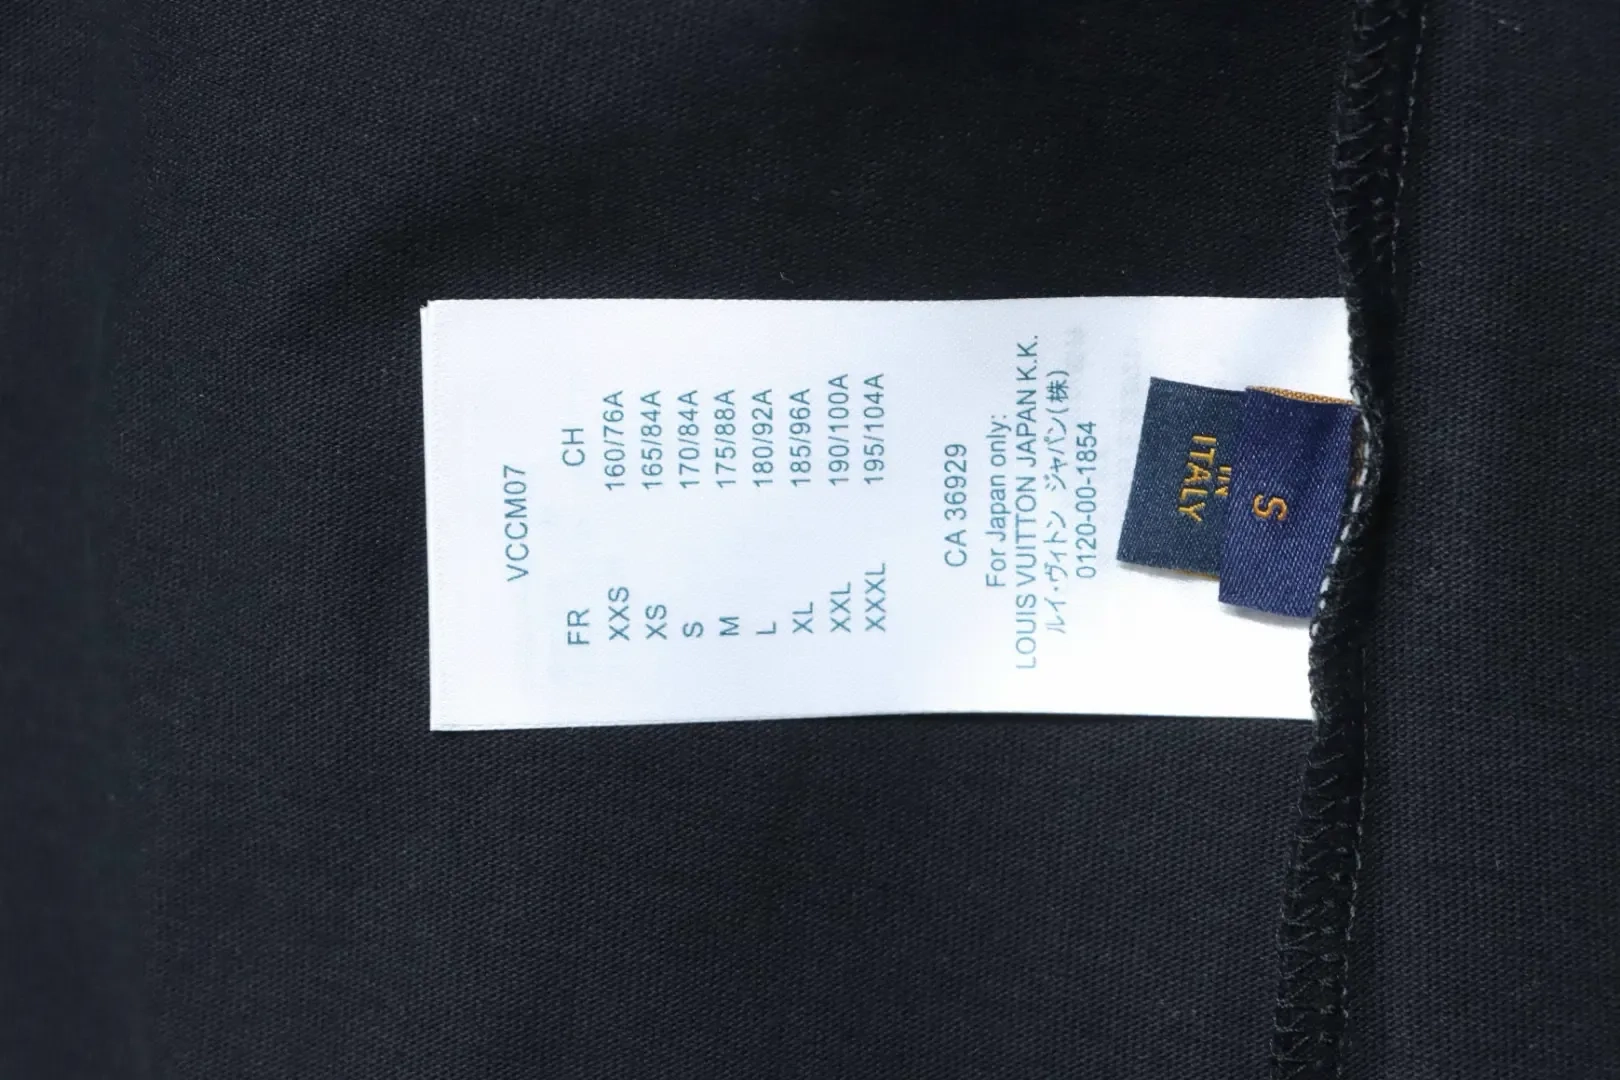 VCCM07
FR CH
XXS 160/76A
XS 165/84A
S 170/84A
M 175/88A
L 180/92A
XL 185/96A
XXL 190/100A
XXXL 195/104A
CA 36929
For Japan only:
LOUIS VUITTON JAPAN K.K.
ルイ・ヴィトン ジャパン(株)
0120-00-1854
IN
ITALY
S